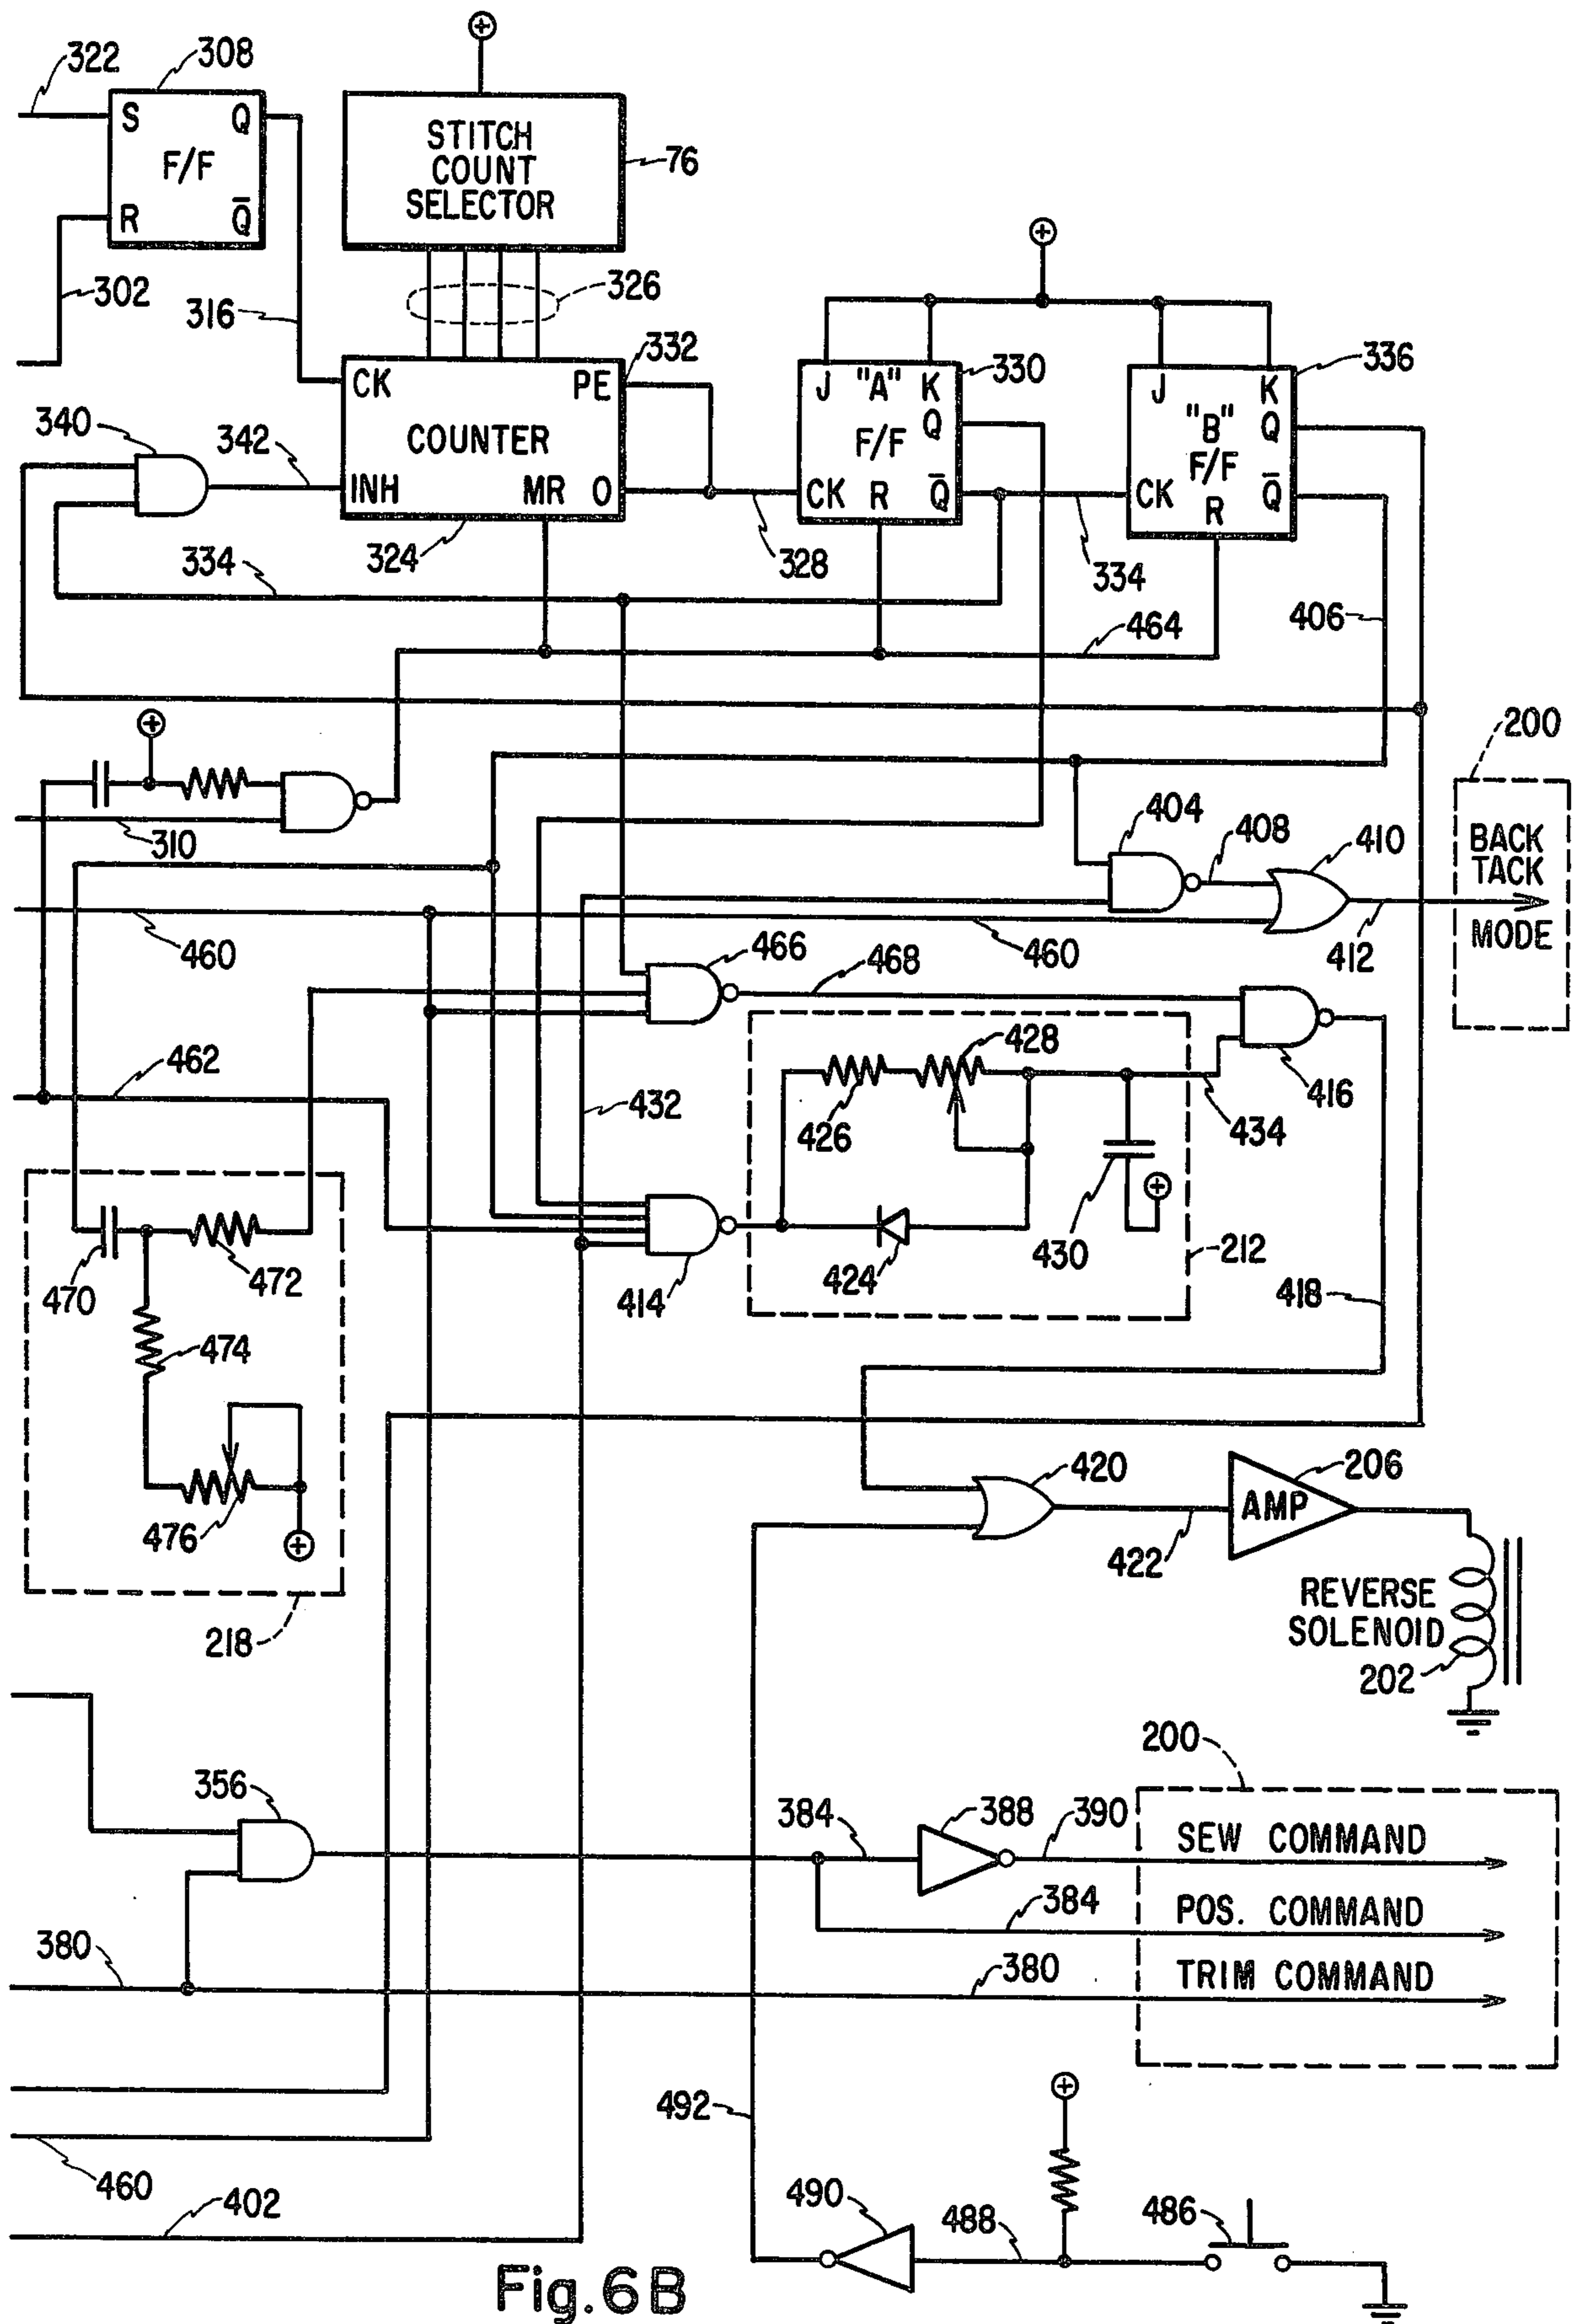 322
308
S Q
F/F
R Q̅
302
316
STITCH
COUNT
SELECTOR
76
326
332
CK PE
COUNTER
INH MR O
324
340
342
334
328
J "A" K
Q
F/F
CK R Q̅
330
J K
"B" Q
F/F
CK R Q̅
336
334
406
464
310
200
BACK
TACK
MODE
404
408
410
412
460
460
466
468
462
432
426
428
434
416
430
424
212
414
418
470
472
474
476
218
420
206
AMP
422
REVERSE
SOLENOID
202
200
356
384
388
390
SEW COMMAND
384
POS. COMMAND
380
380
TRIM COMMAND
492
460
402
490
488
486
Fig. 6B